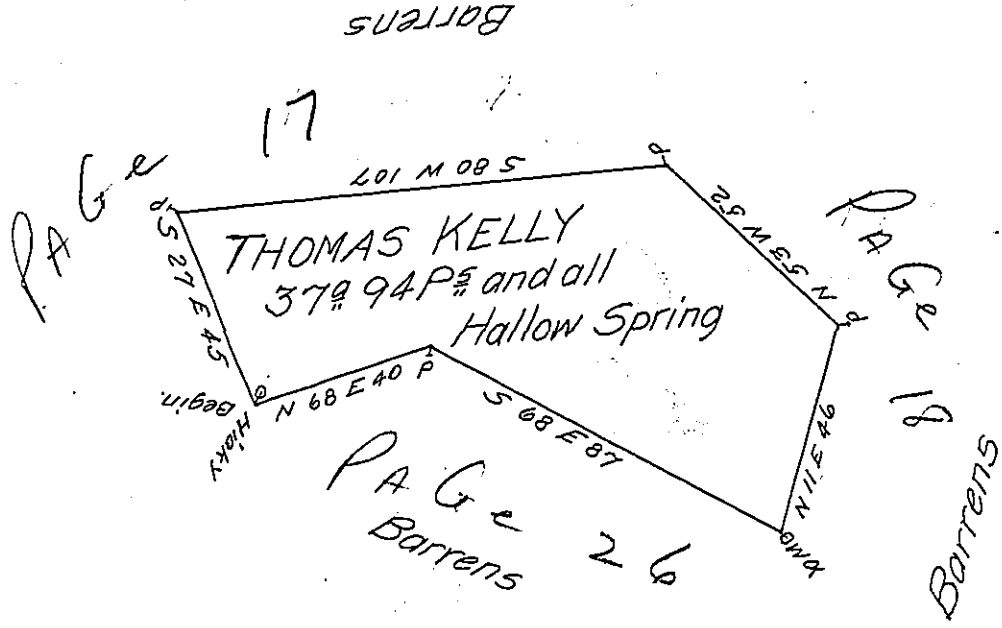 Barrens
PAGe 17
S 80 W 107
P
P
S 27 E 45
THOMAS KELLY
37a 94Ps and all
Hallow Spring
N 53 W 52
PAGe 18
P
Begin.
Hicky
N 68 E 40
P
S 68 E 87
N 11 E 46
PAGe 26
Barrens
Barrens